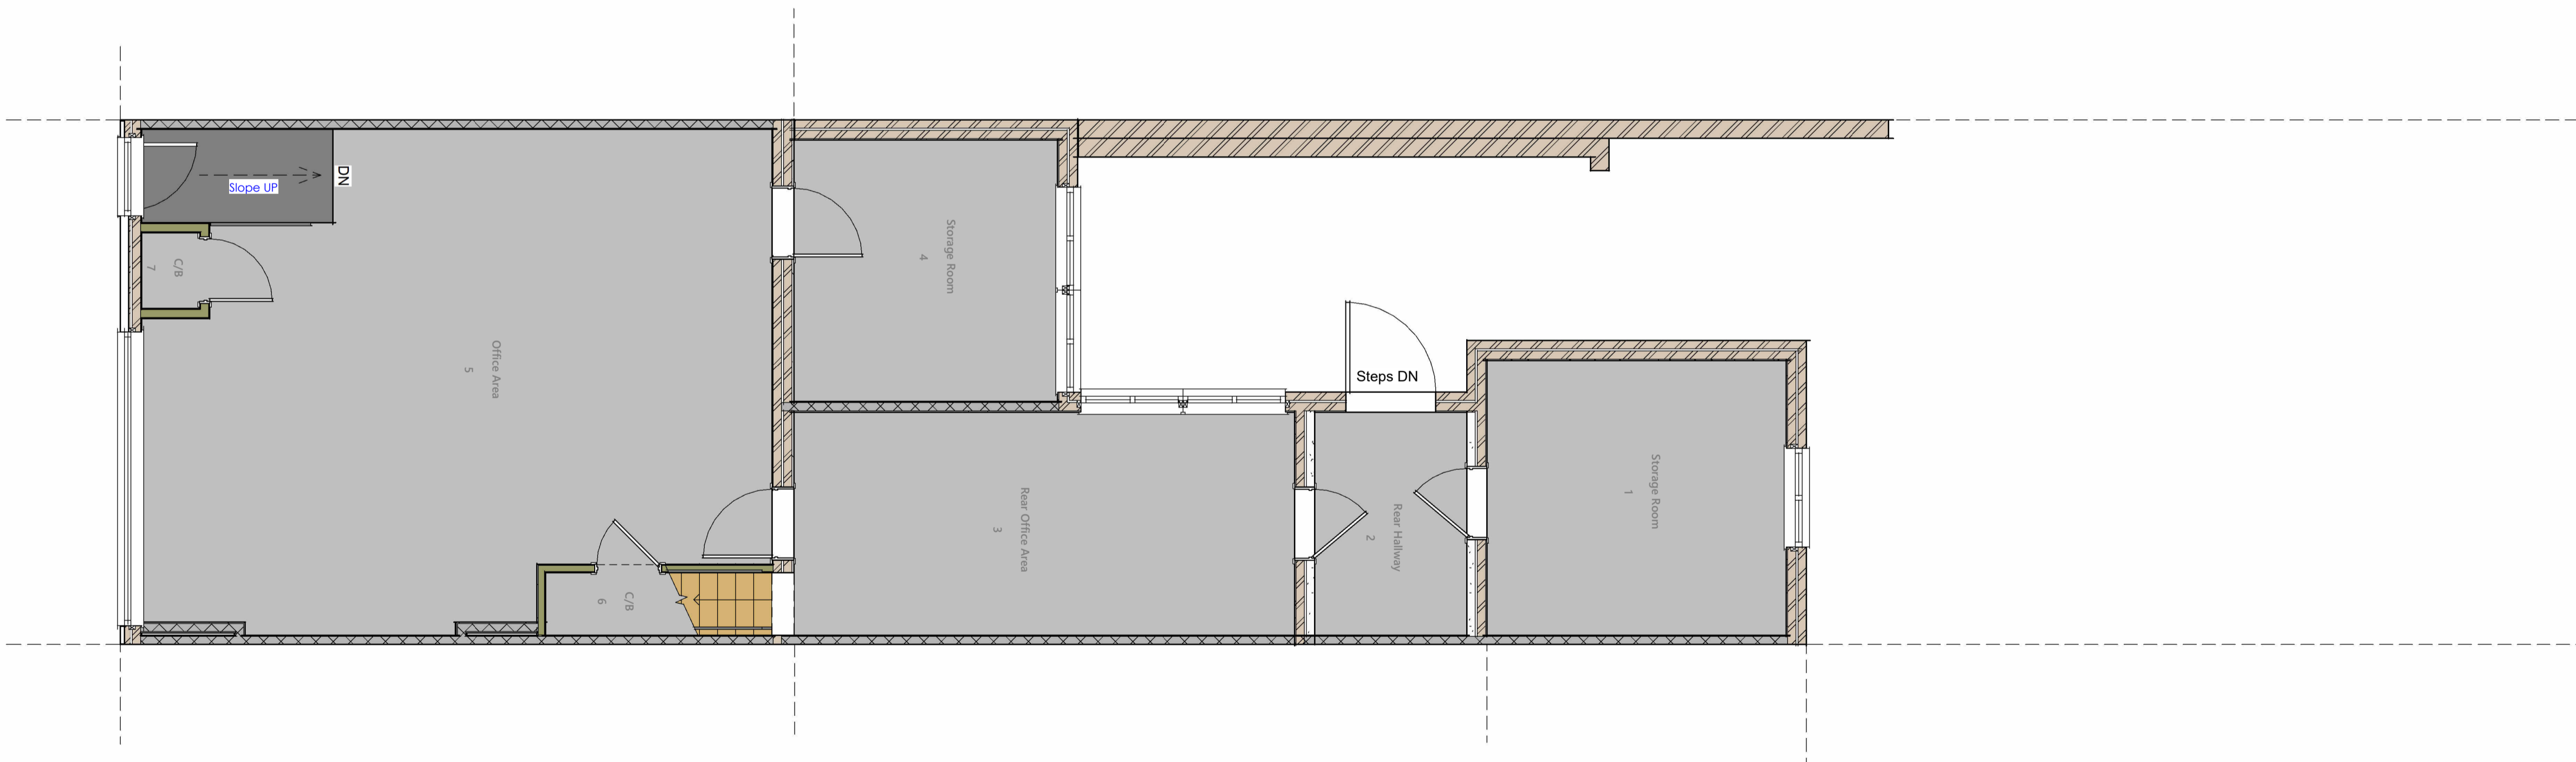 Slope UP
DN
C/B
7
Office Area
5
Storage Room
4
Steps DN
Rear Office Area
3
Rear Hallway
2
Storage Room
1
C/B
6